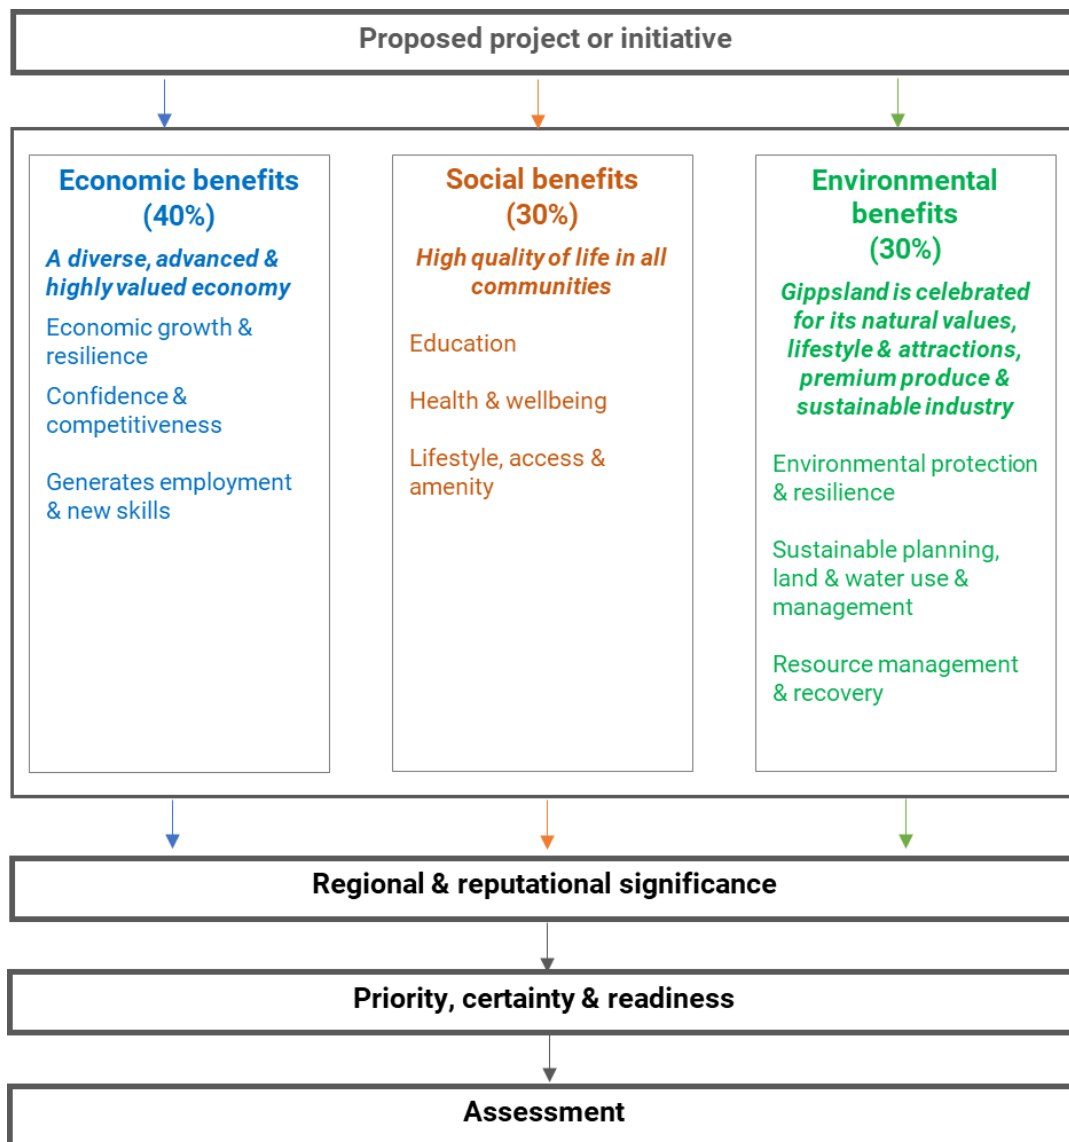 Proposed project or initiative
Economic benefits
(40%)
A diverse, advanced &
highly valued economy
Economic growth &
resilience
Confidence &
competitiveness
Generates employment
& new skills
Social benefits
(30%)
High quality of life in all
communities
Education
Health & wellbeing
Lifestyle, access &
amenity
Environmental
benefits
(30%)
Gippsland is celebrated
for its natural values,
lifestyle & attractions,
premium produce &
sustainable industry
Environmental protection
& resilience
Sustainable planning,
land & water use &
management
Resource management
& recovery
Regional & reputational significance
Priority, certainty & readiness
Assessment